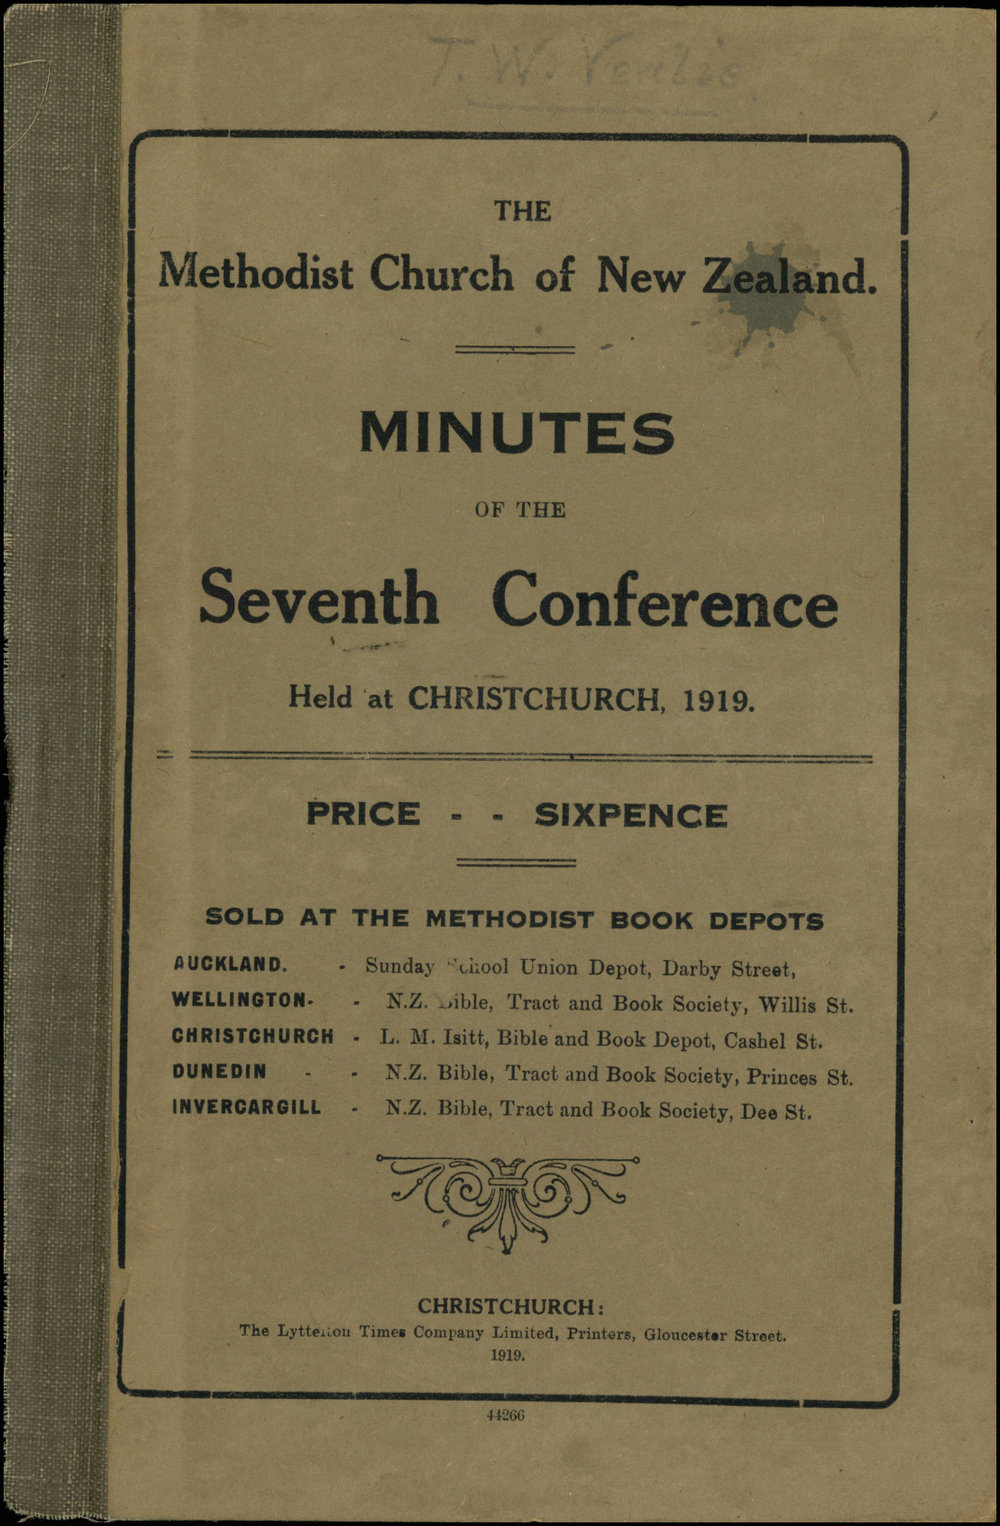 T. W.
THE
Methodist Church of New Zealand.
MINUTES
OF THE
Seventh Conference
Held at CHRISTCHURCH, 1919.
PRICE - - SIXPENCE
SOLD AT THE METHODIST BOOK DEPOTS
AUCKLAND. - Sunday School Union Depot, Darby Street,
WELLINGTON- - N.Z. Bible, Tract and Book Society, Willis St.
CHRISTCHURCH - L. M. Isitt, Bible and Book Depot, Cashel St.
DUNEDIN - - N.Z. Bible, Tract and Book Society, Princes St.
INVERCARGILL - N.Z. Bible, Tract and Book Society, Dee St.
CHRISTCHURCH:
The Lyttelton Times Company Limited, Printers, Gloucester Street.
1919.
44266